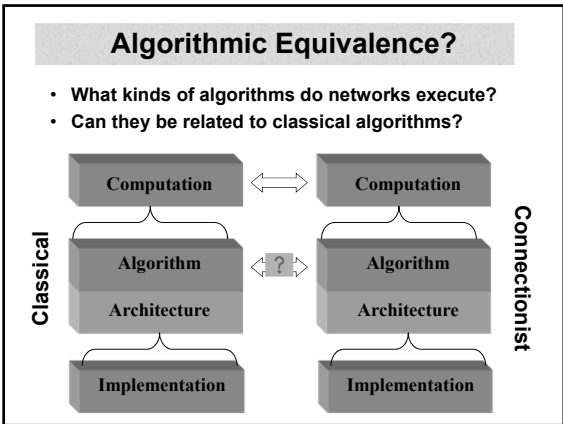 Algorithmic Equivalence?
• What kinds of algorithms do networks execute?
• Can they be related to classical algorithms?
Classical
Computation
Algorithm
Architecture
Implementation
?
Computation
Algorithm
Architecture
Implementation
Connectionist